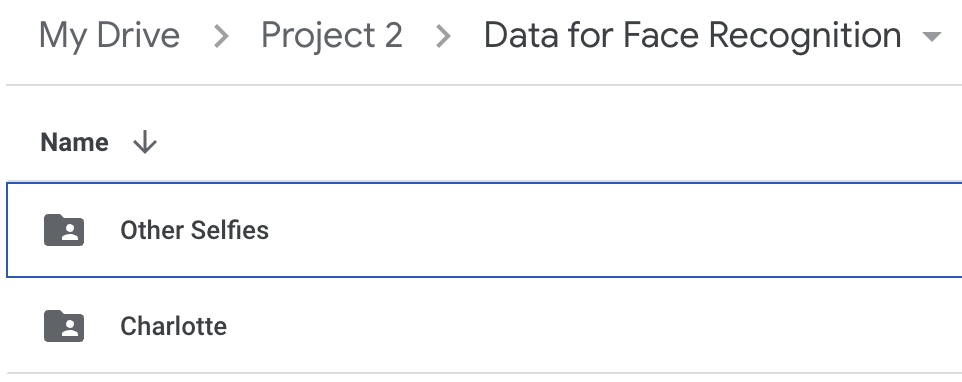 My Drive > Project 2 > Data for Face Recognition
Name
Other Selfies
Charlotte